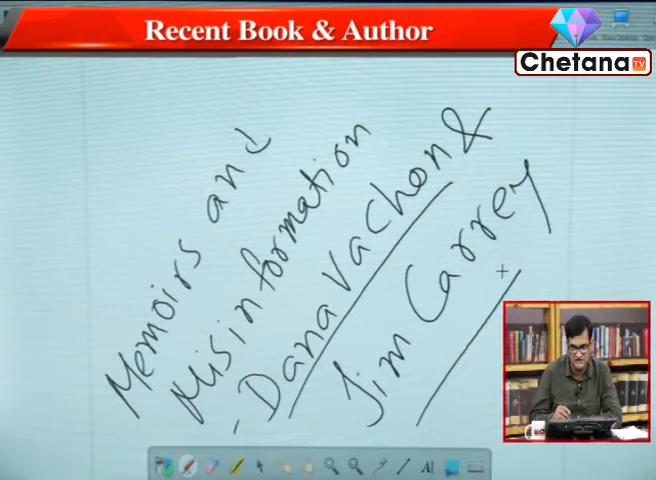 Recent Book & Author
Chetana TV
Memoirs and
Misinformation
- Dana Vachon &
Jim Carrey